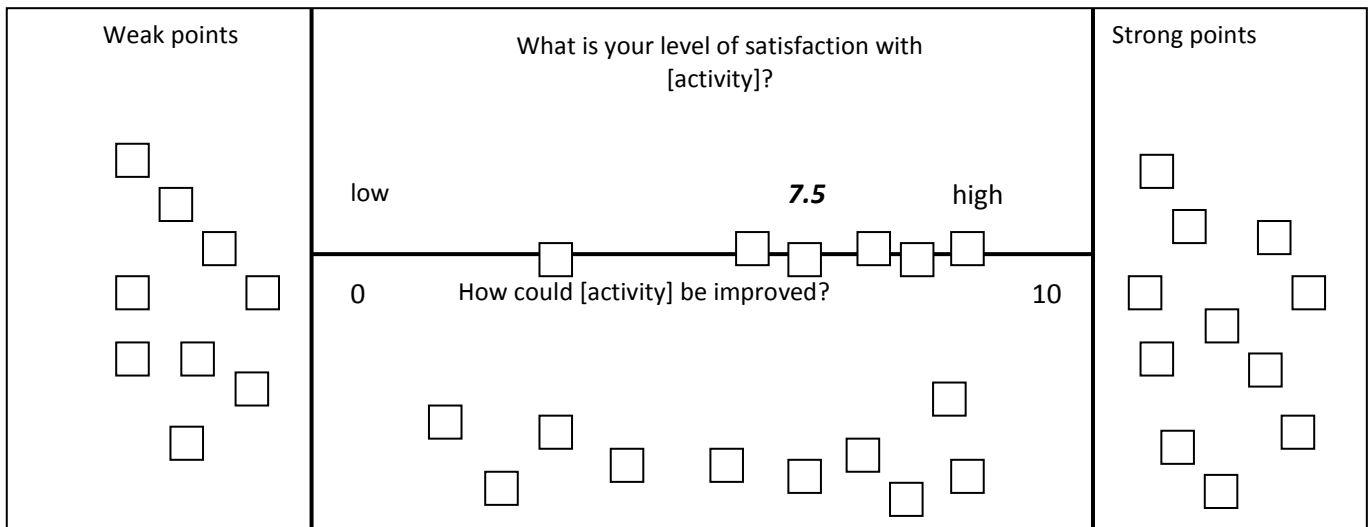 Weak points
What is your level of satisfaction with
[activity]?
Strong points
low
7.5
high
0
How could [activity] be improved?
10